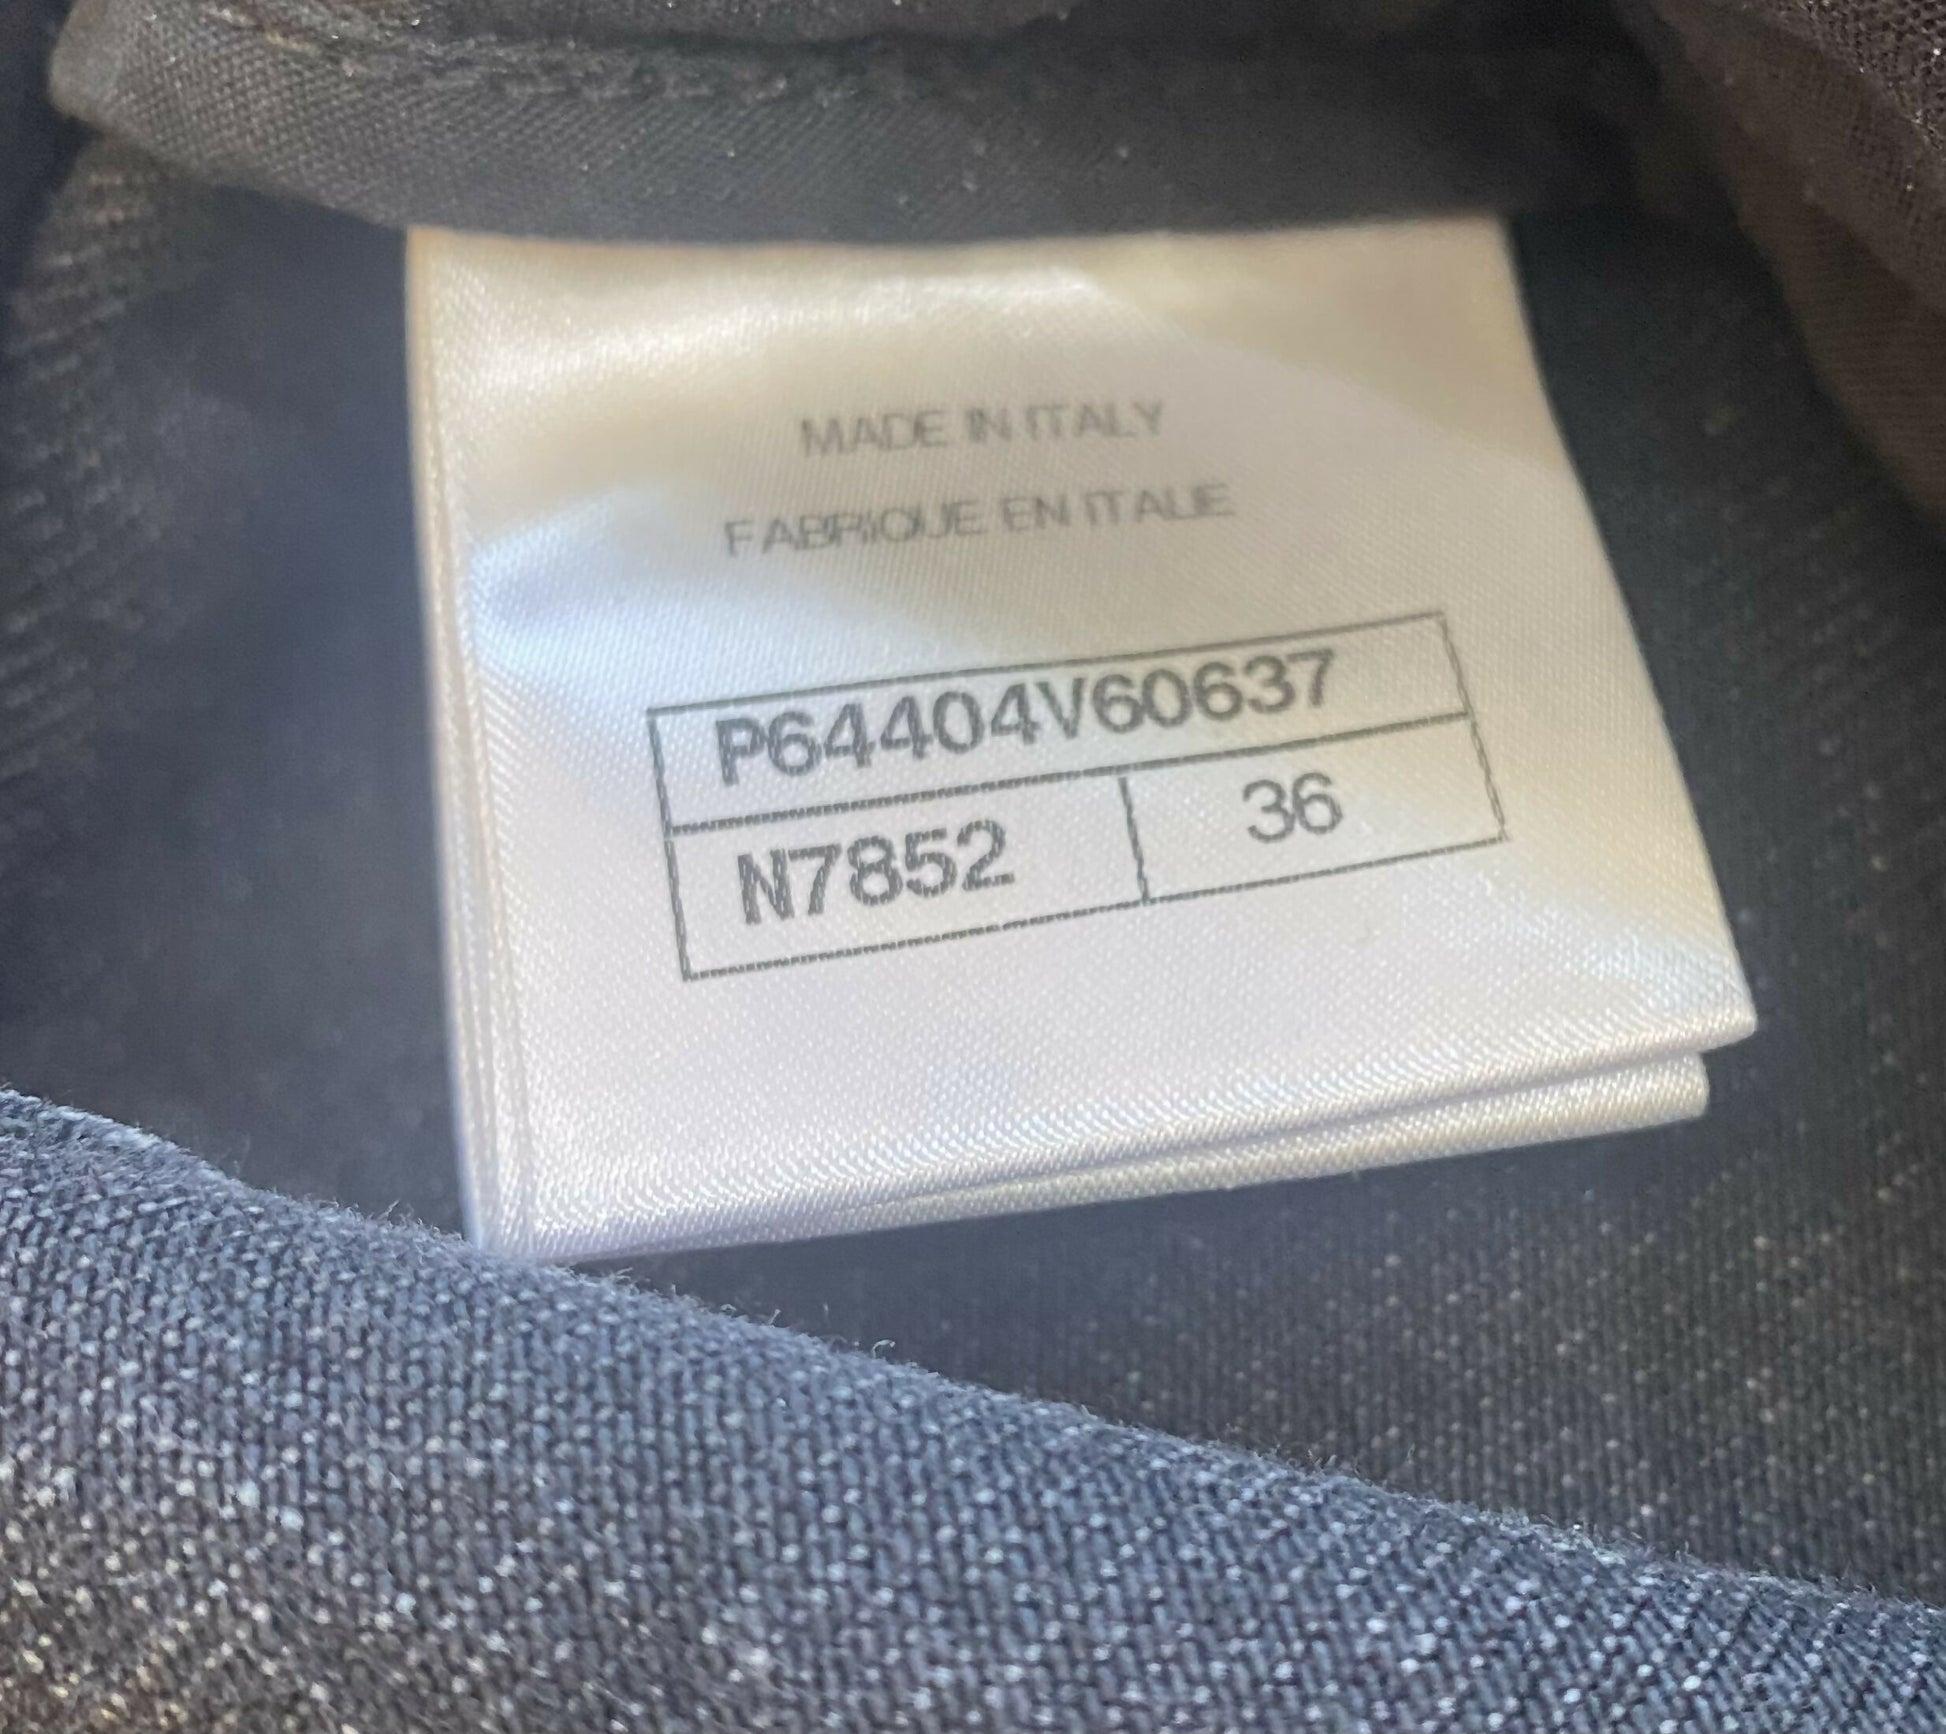 MADE IN ITALY
FABRIQUE EN ITALIE
P64404V60637
N7852 36